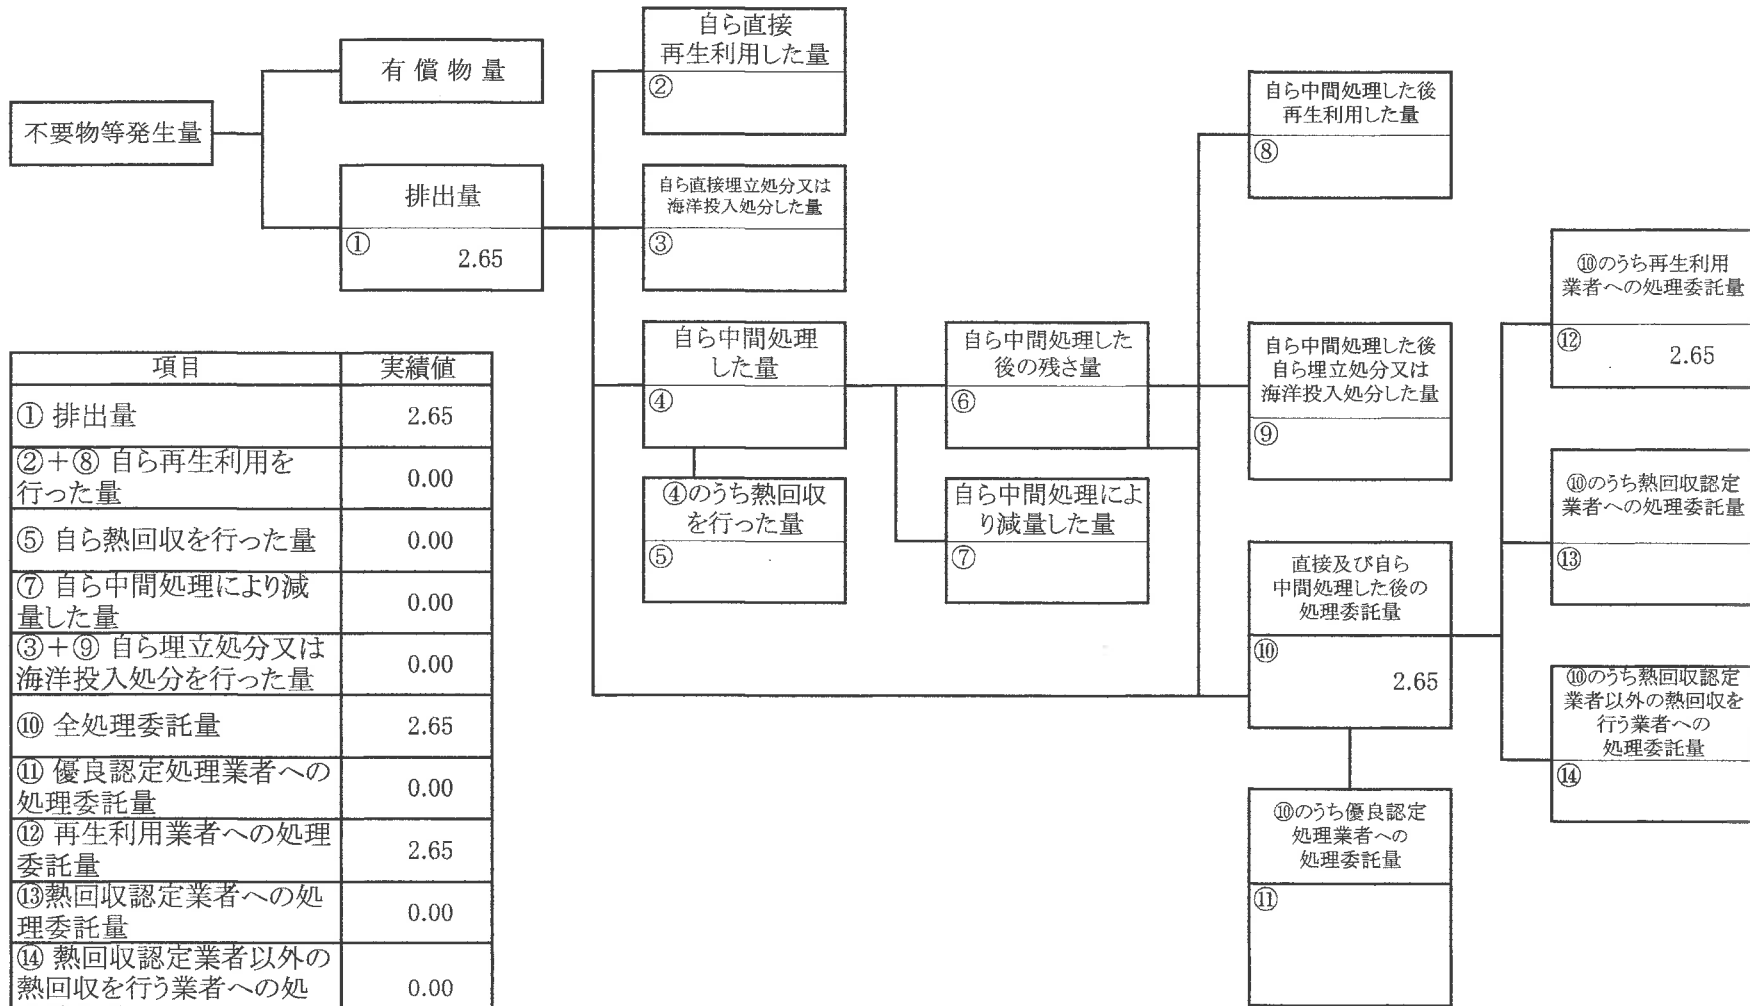 不要物等発生量
有償物量
排出量
①
2.65
自ら直接
再生利用した量
②
自ら直接埋立処分又は
海洋投入処分した量
③
自ら中間処理
した量
④
④のうち熱回収
を行った量
⑤
自ら中間処理した
後の残さ量
⑥
自ら中間処理によ
り減量した量
⑦
自ら中間処理した後
再生利用した量
⑧
自ら中間処理した後
自ら埋立処分又は
海洋投入処分した量
⑨
直接及び自ら
中間処理した後の
処理委託量
⑩
2.65
⑩のうち優良認定
処理業者への
処理委託量
⑪
⑩のうち再生利用
業者への処理委託量
⑫
2.65
⑩のうち熱回収認定
業者への処理委託量
⑬
⑩のうち熱回収認定
業者以外の熱回収を
行う業者への
処理委託量
⑭
項目 実績値
① 排出量 2.65
②+⑧ 自ら再生利用を
行った量 0.00
⑤ 自ら熱回収を行った量 0.00
⑦ 自ら中間処理により減
量した量 0.00
③+⑨ 自ら埋立処分又は
海洋投入処分を行った量 0.00
⑩ 全処理委託量 2.65
⑪ 優良認定処理業者への
処理委託量 0.00
⑫ 再生利用業者への処理
委託量 2.65
⑬熱回収認定業者への処
理委託量 0.00
⑭ 熱回収認定業者以外の
熱回収を行う業者への処 0.00